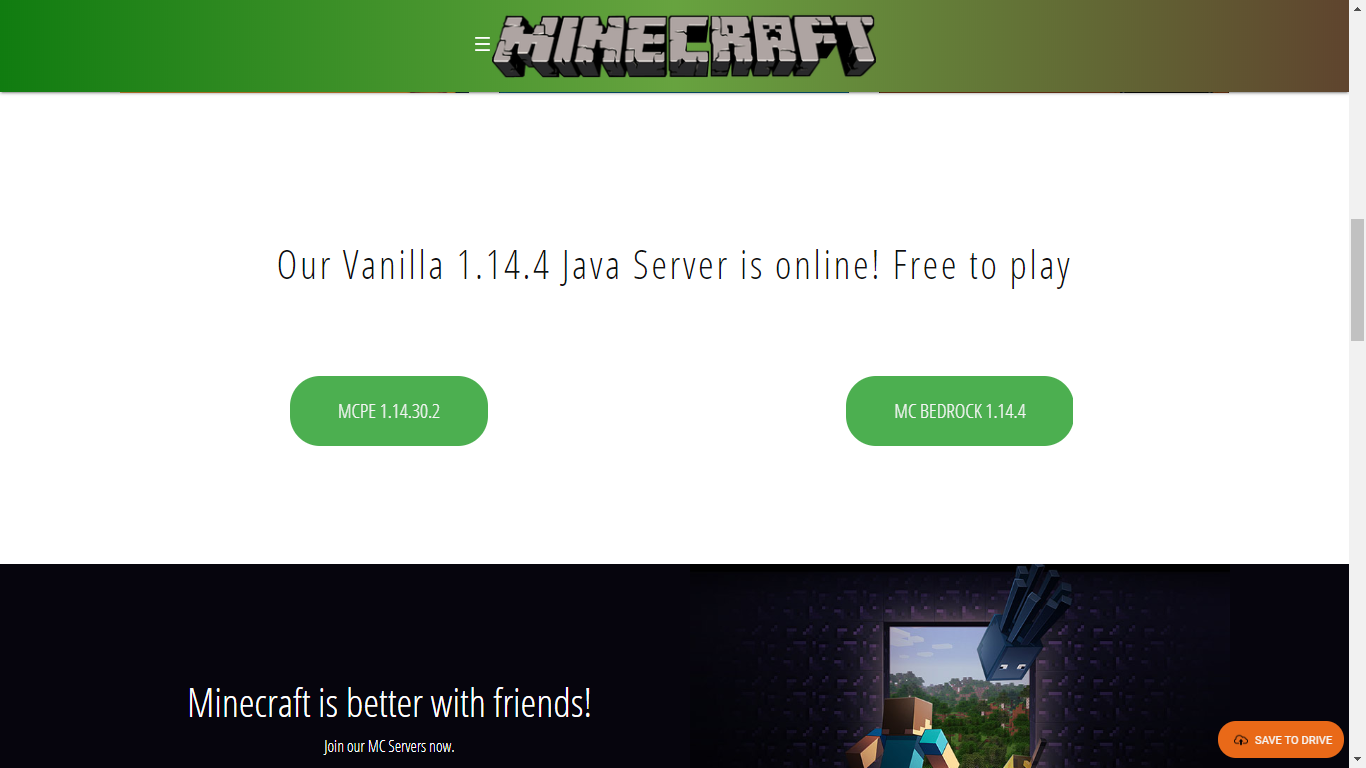 MINECRAFT
Our Vanilla 1.14.4 Java Server is online! Free to play
MCPE 1.14.30.2
MC BEDROCK 1.14.4
Minecraft is better with friends!
Join our MC Servers now.
SAVE TO DRIVE